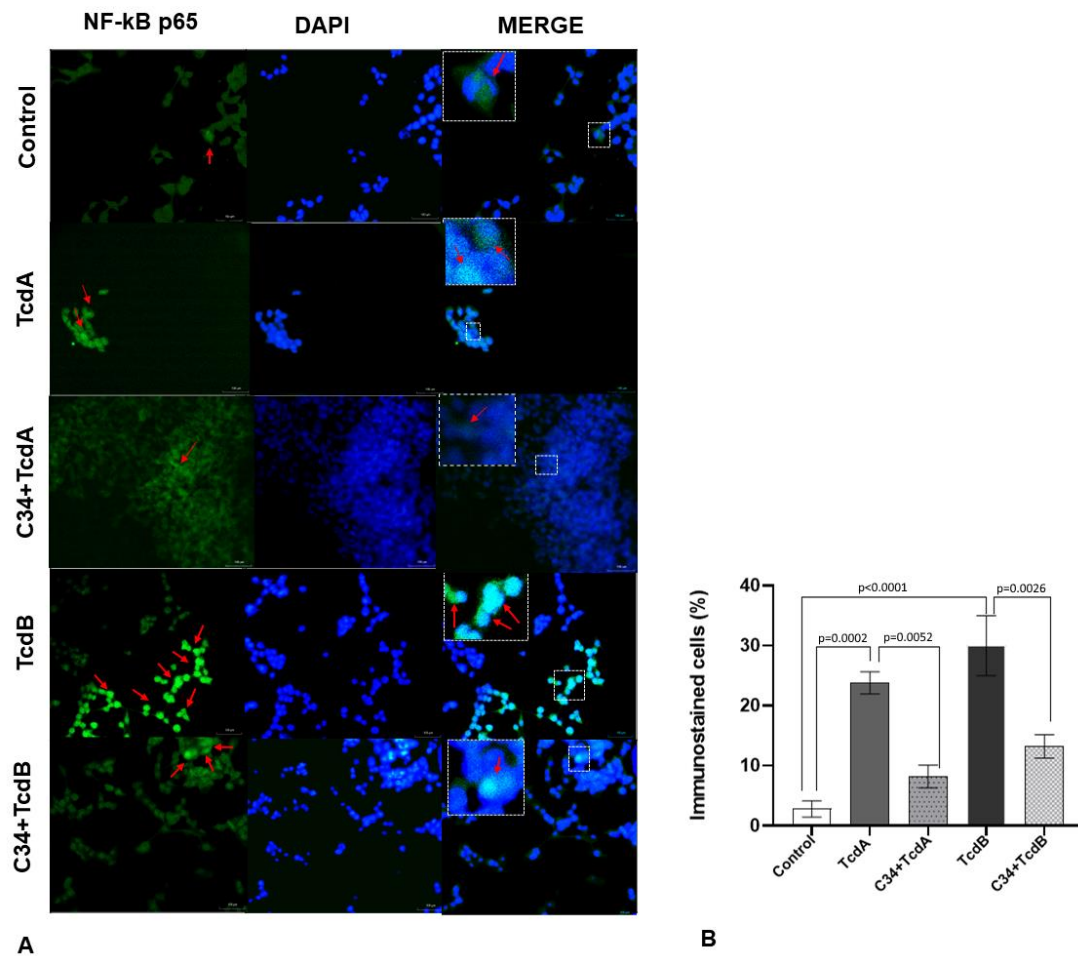 NF-kB p65 DAPI MERGE
Control
TcdA
C34+TcdA
TcdB
C34+TcdB
A
Immunostained cells (%)
40
30
20
10
0
p<0.0001
p=0.0026
p=0.0002
p=0.0052
Control
TcdA
C34+TcdA
TcdB
C34+TcdB
B